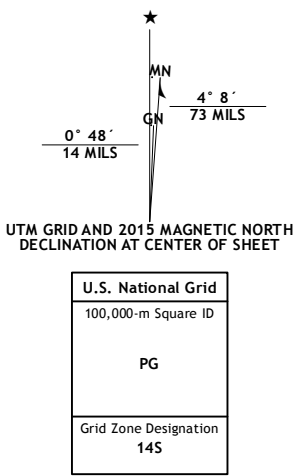 ★
MN
4° 8´
73 MILS
GN
0° 48´
14 MILS
UTM GRID AND 2015 MAGNETIC NORTH
DECLINATION AT CENTER OF SHEET
U.S. National Grid
100,000-m Square ID
PG
Grid Zone Designation
14S